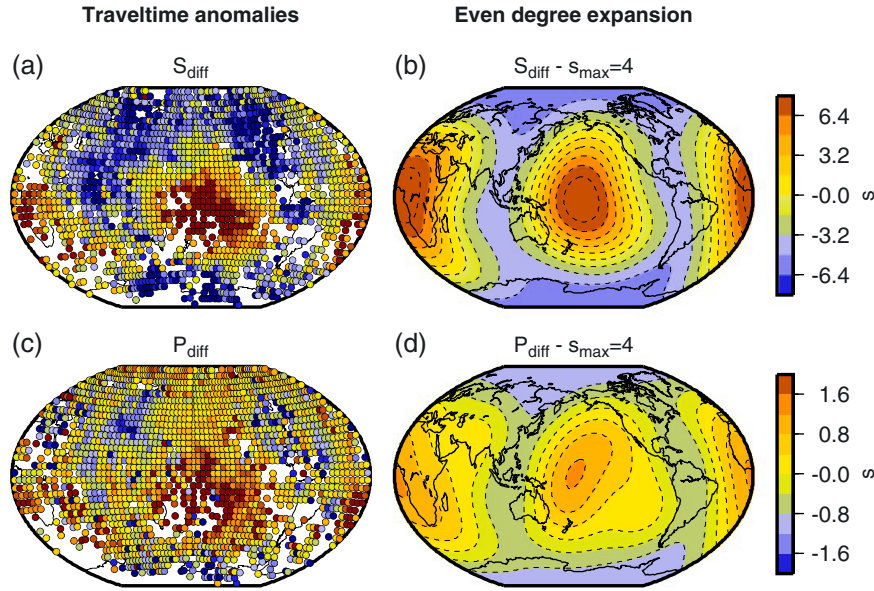 Traveltime anomalies
Even degree expansion
(a)
Sdiff
(b)
Sdiff - smax=4
6.4
3.2
-0.0
-3.2
-6.4
s
(c)
Pdiff
(d)
Pdiff - smax=4
1.6
0.8
-0.0
-0.8
-1.6
s